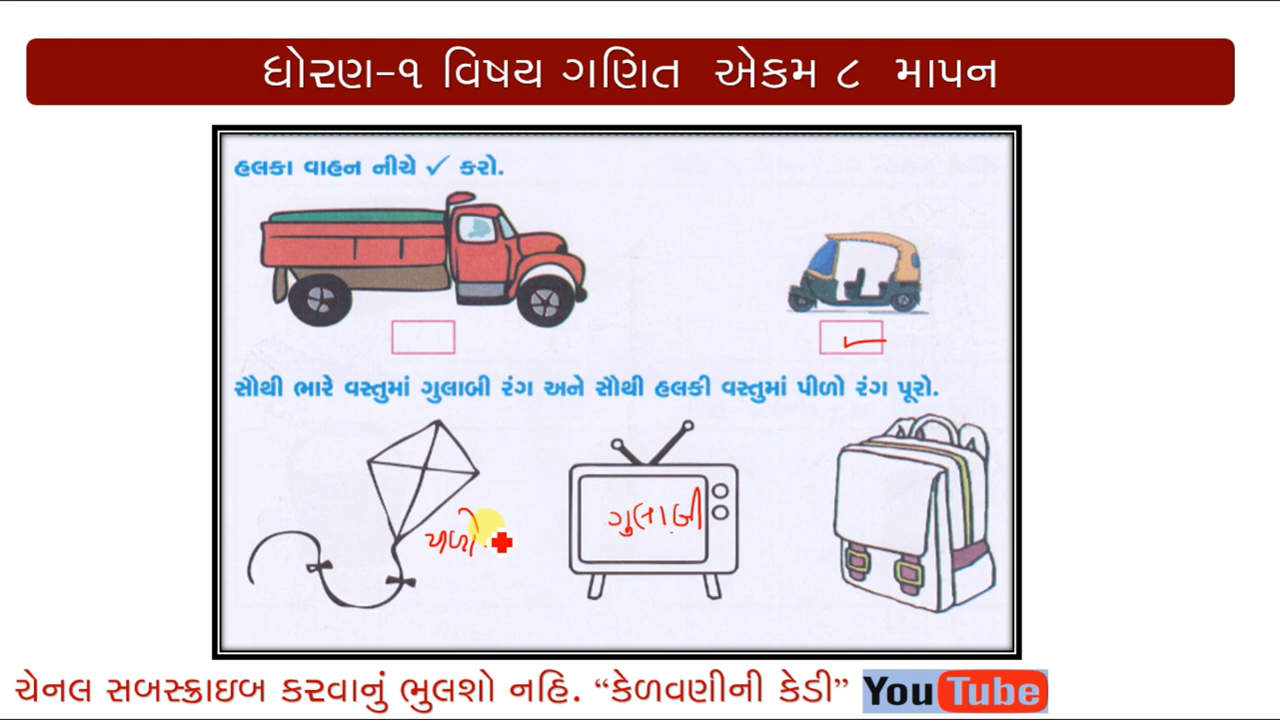 ધોરણ-૧ વિષય ગણિત એકમ ૮ માપન
હલકા વાહન નીચે ✓ કરો.
સૌથી ભારે વસ્તુમાં ગુલાબી રંગ અને સૌથી હલકી વસ્તુમાં પીળો રંગ પૂરો.
ગુલાબી
ચેનલ સબસ્ક્રાઇબ કરવાનું ભુલશો નહિ. “કેળવણીની કેડી” YouTube